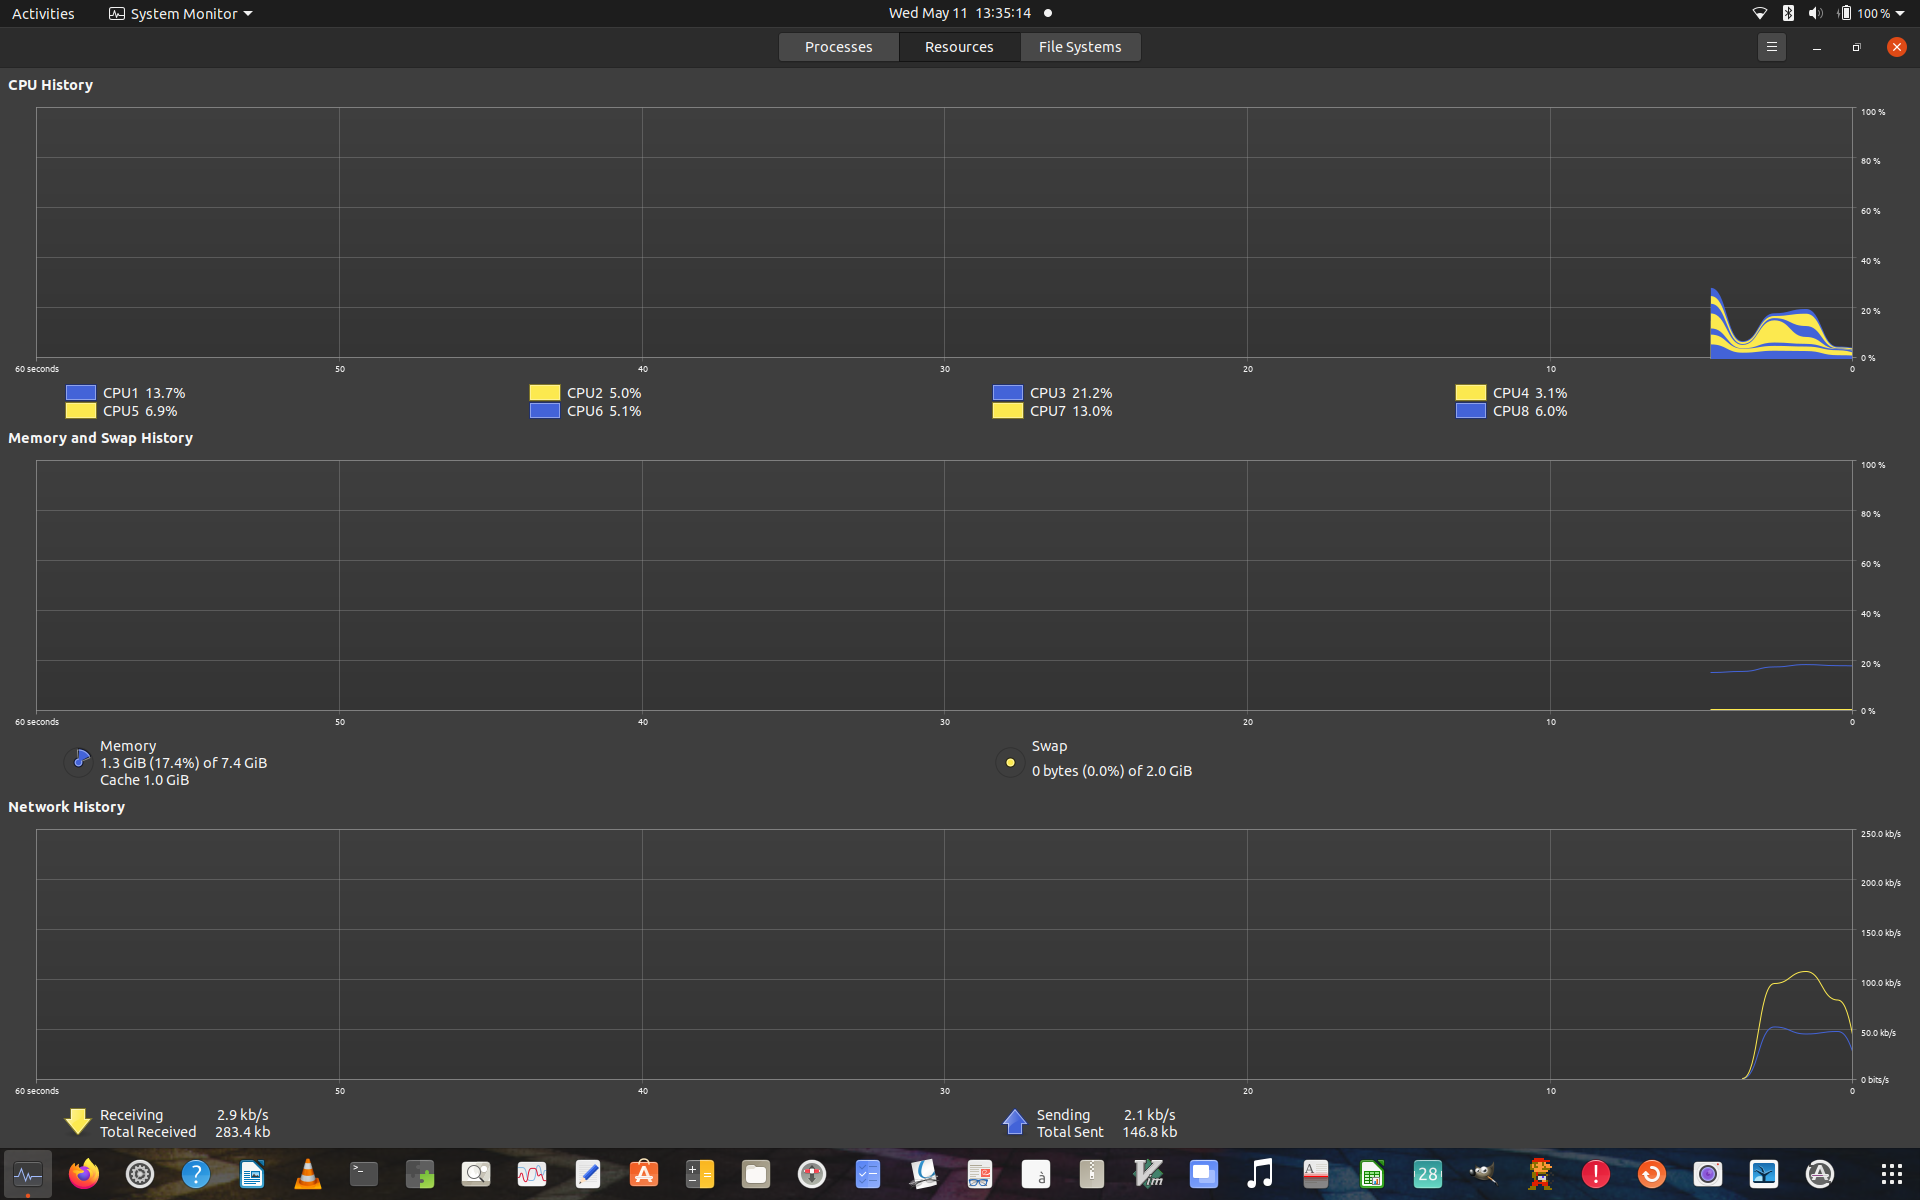 Activities System Monitor Wed May 11 13:35:14 100 %
Processes Resources File Systems
CPU History
100 %
80 %
60 %
40 %
20 %
0 %
60 seconds 50 40 30 20 10 0
CPU1 13.7% CPU2 5.0% CPU3 21.2% CPU4 3.1%
CPU5 6.9% CPU6 5.1% CPU7 13.0% CPU8 6.0%
Memory and Swap History
100 %
80 %
60 %
40 %
20 %
0 %
60 seconds 50 40 30 20 10 0
Memory
1.3 GiB (17.4%) of 7.4 GiB
Cache 1.0 GiB
Swap
0 bytes (0.0%) of 2.0 GiB
Network History
250.0 kb/s
200.0 kb/s
150.0 kb/s
100.0 kb/s
50.0 kb/s
0 bits/s
60 seconds 50 40 30 20 10 0
Receiving 2.9 kb/s
Total Received 283.4 kb
Sending 2.1 kb/s
Total Sent 146.8 kb
? >_ A à Vim A 28 !